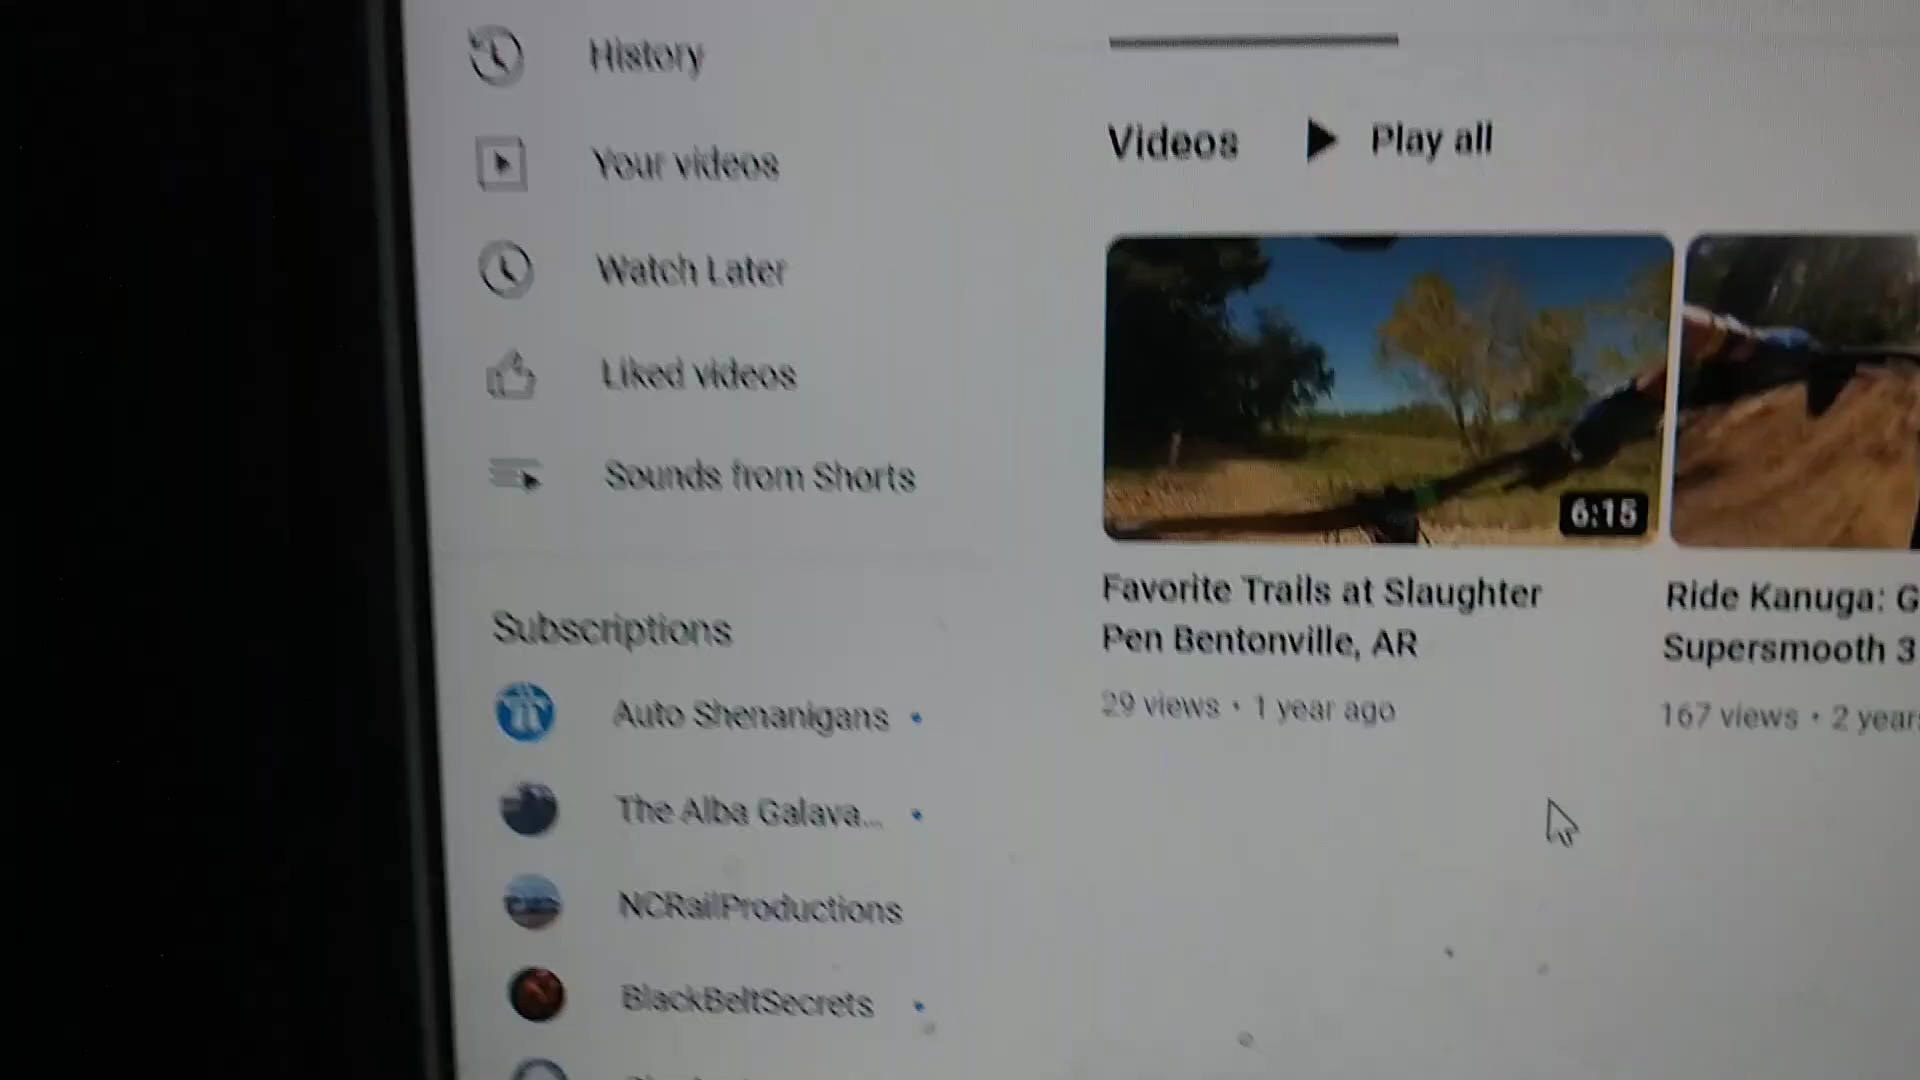 History
Your videos
Watch Later
Liked videos
Sounds from Shorts
Subscriptions
Auto Shenanigans
The Alba Galava...
NCRailProductions
BlackBeltSecrets
Videos
Play all
6:15
Favorite Trails at Slaughter
Pen Bentonville, AR
29 views • 1 year ago
Ride Kanuga: G
Supersmooth 3
167 views • 2 years